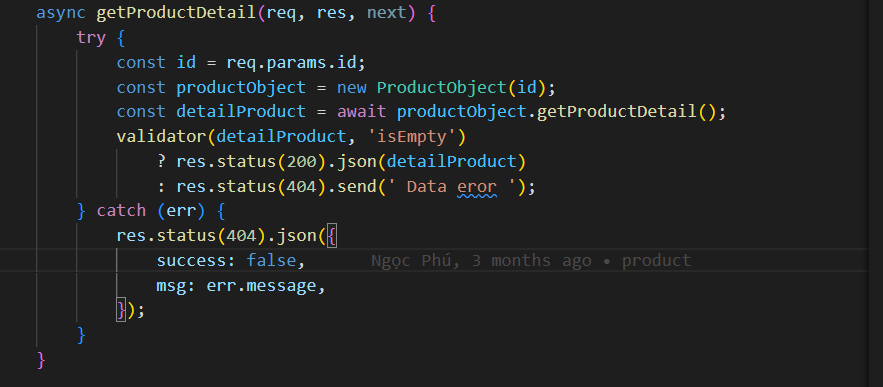 async getProductDetail(req, res, next) {
try {
const id = req.params.id;
const productObject = new ProductObject(id);
const detailProduct = await productObject.getProductDetail();
validator(detailProduct, 'isEmpty')
? res.status(200).json(detailProduct)
: res.status(404).send(' Data eror ');
} catch (err) {
res.status(404).json({
success: false, Ngọc Phú, 3 months ago • product
msg: err.message,
});
}
}